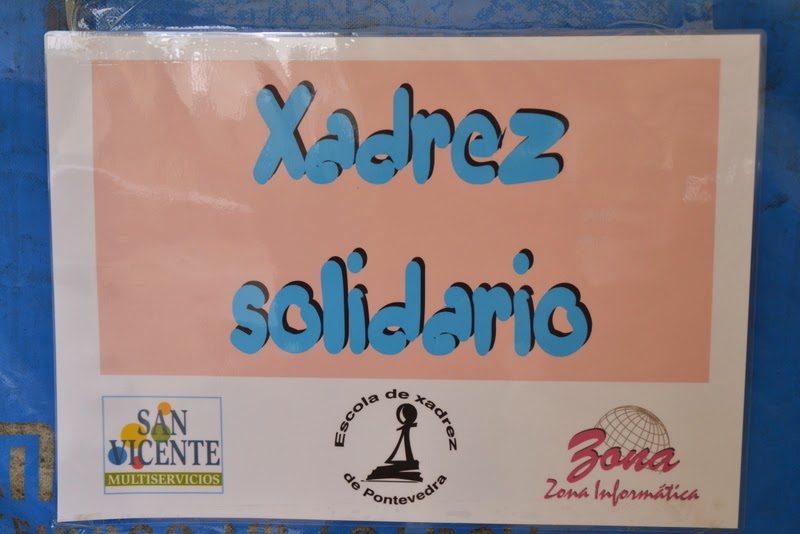 Xadrez
solidario
SAN
VICENTE
MULTISERVICIOS
Escola de xadrez
de Pontevedra
Zona
Zona Informática